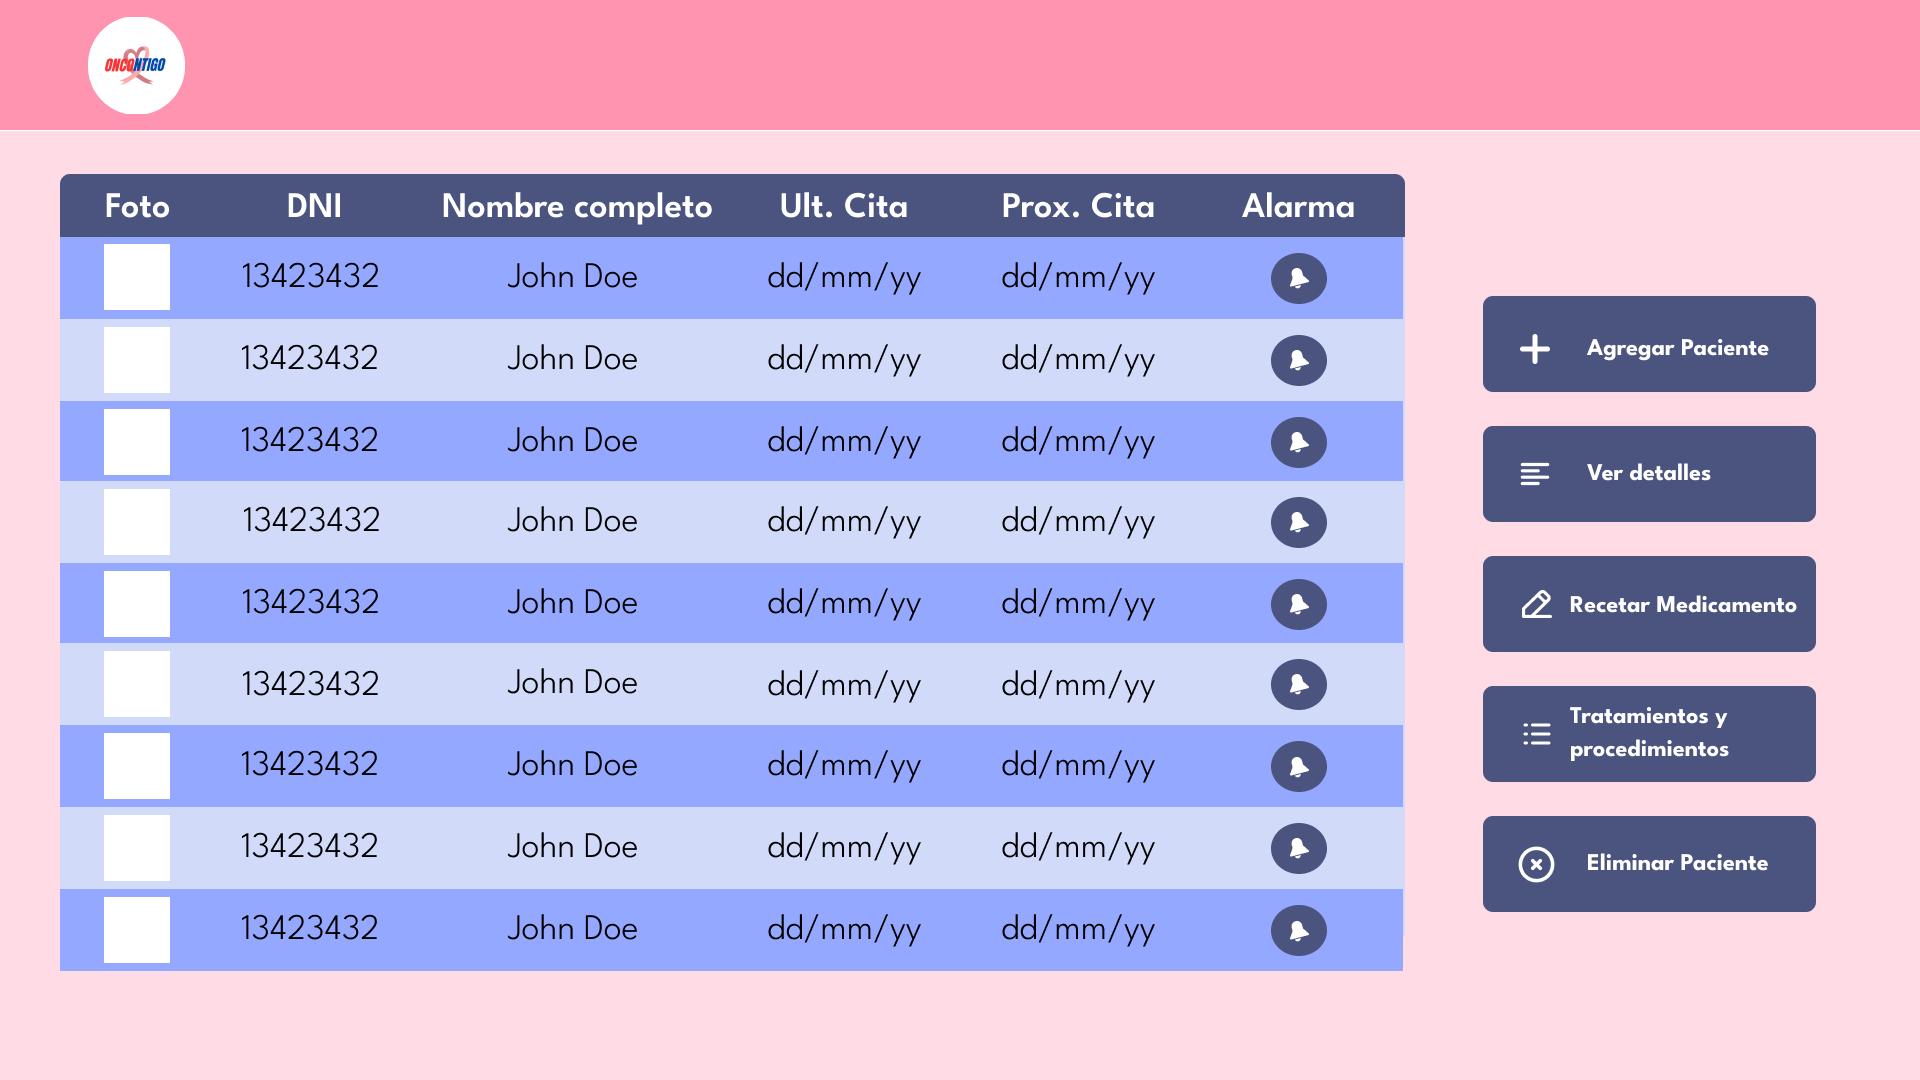 ONCONTIGO
Foto DNI Nombre completo Ult. Cita Prox. Cita Alarma
13423432 John Doe dd/mm/yy dd/mm/yy
13423432 John Doe dd/mm/yy dd/mm/yy
13423432 John Doe dd/mm/yy dd/mm/yy
13423432 John Doe dd/mm/yy dd/mm/yy
13423432 John Doe dd/mm/yy dd/mm/yy
13423432 John Doe dd/mm/yy dd/mm/yy
13423432 John Doe dd/mm/yy dd/mm/yy
13423432 John Doe dd/mm/yy dd/mm/yy
13423432 John Doe dd/mm/yy dd/mm/yy
Agregar Paciente
Ver detalles
Recetar Medicamento
Tratamientos y
procedimientos
Eliminar Paciente